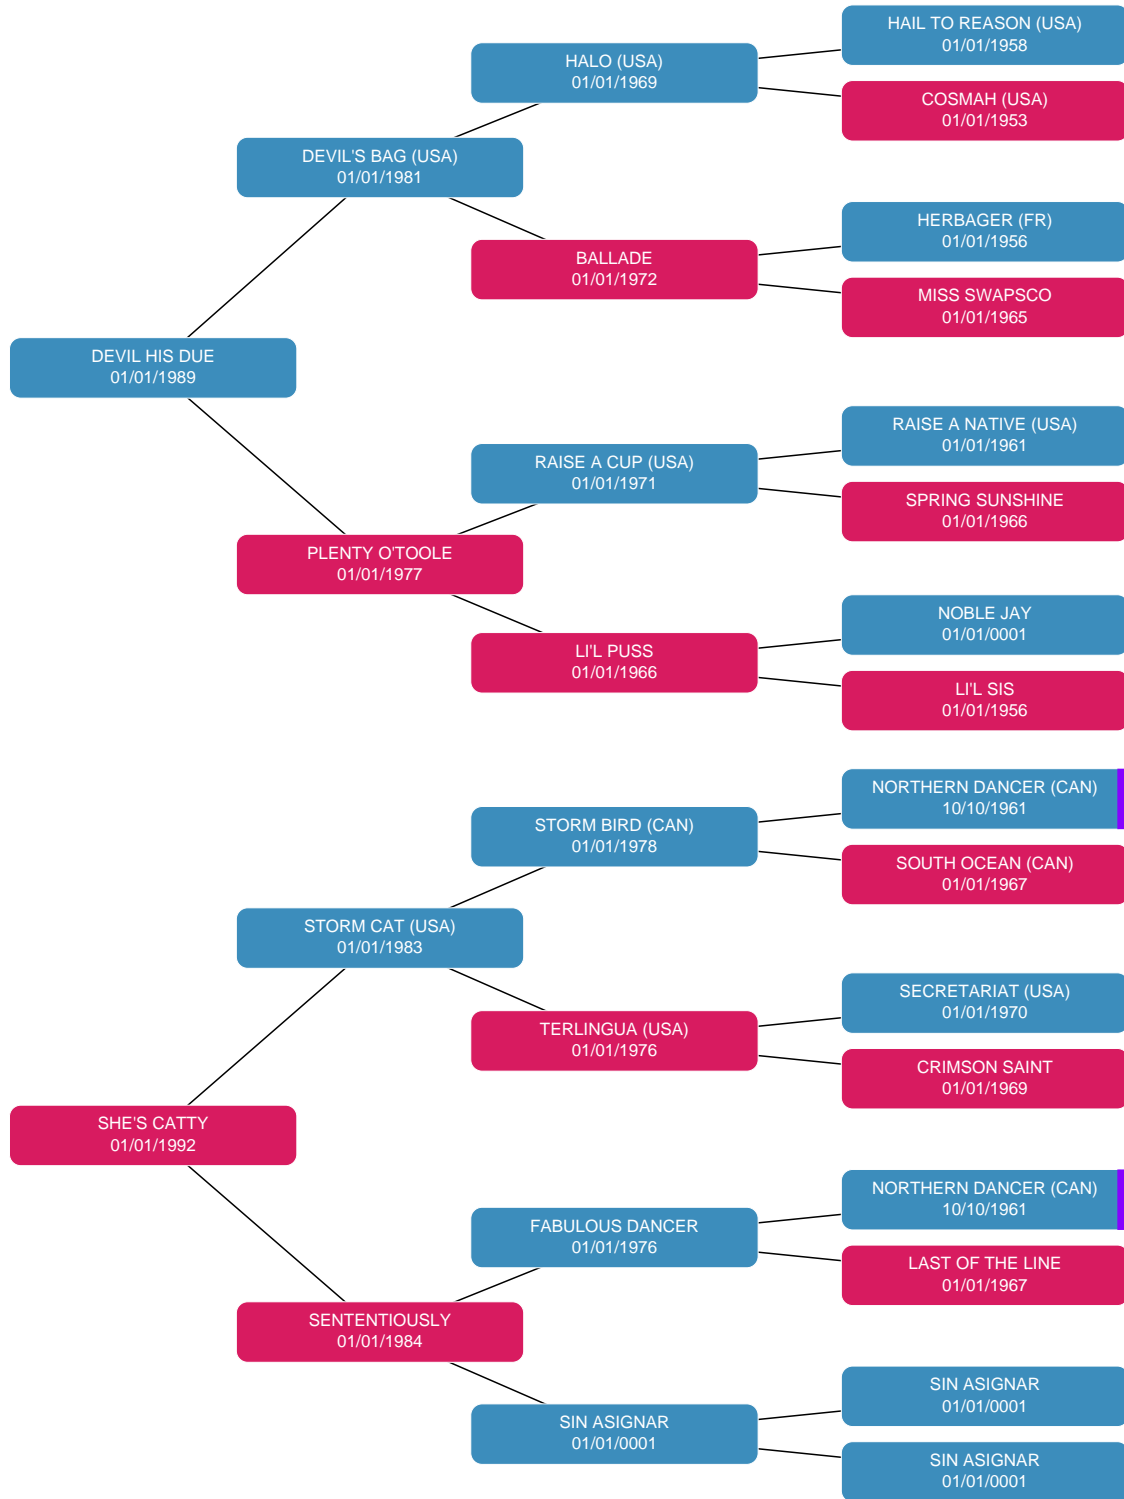 HAIL TO REASON (USA)
01/01/1958
HALO (USA)
01/01/1969
COSMAH (USA)
01/01/1953
DEVIL'S BAG (USA)
01/01/1981
HERBAGER (FR)
01/01/1956
BALLADE
01/01/1972
MISS SWAPSCO
01/01/1965
DEVIL HIS DUE
01/01/1989
RAISE A NATIVE (USA)
01/01/1961
RAISE A CUP (USA)
01/01/1971
SPRING SUNSHINE
01/01/1966
PLENTY O'TOOLE
01/01/1977
NOBLE JAY
01/01/0001
LI'L PUSS
01/01/1966
LI'L SIS
01/01/1956
NORTHERN DANCER (CAN)
10/10/1961
STORM BIRD (CAN)
01/01/1978
SOUTH OCEAN (CAN)
01/01/1967
STORM CAT (USA)
01/01/1983
SECRETARIAT (USA)
01/01/1970
TERLINGUA (USA)
01/01/1976
CRIMSON SAINT
01/01/1969
SHE'S CATTY
01/01/1992
NORTHERN DANCER (CAN)
10/10/1961
FABULOUS DANCER
01/01/1976
LAST OF THE LINE
01/01/1967
SENTENTIOUSLY
01/01/1984
SIN ASIGNAR
01/01/0001
SIN ASIGNAR
01/01/0001
SIN ASIGNAR
01/01/0001